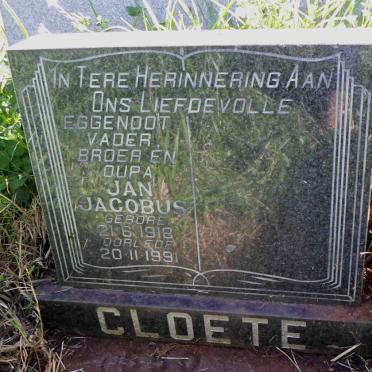 IN TERE HERINNERING AAN
ONS LIEFDEVOLLE
EGGENOOT
VADER
BROER EN
OUPA
JAN
JACOBUS
GEBORE
21·6·1918
OORLEDE
20·11·1991
CLOETE